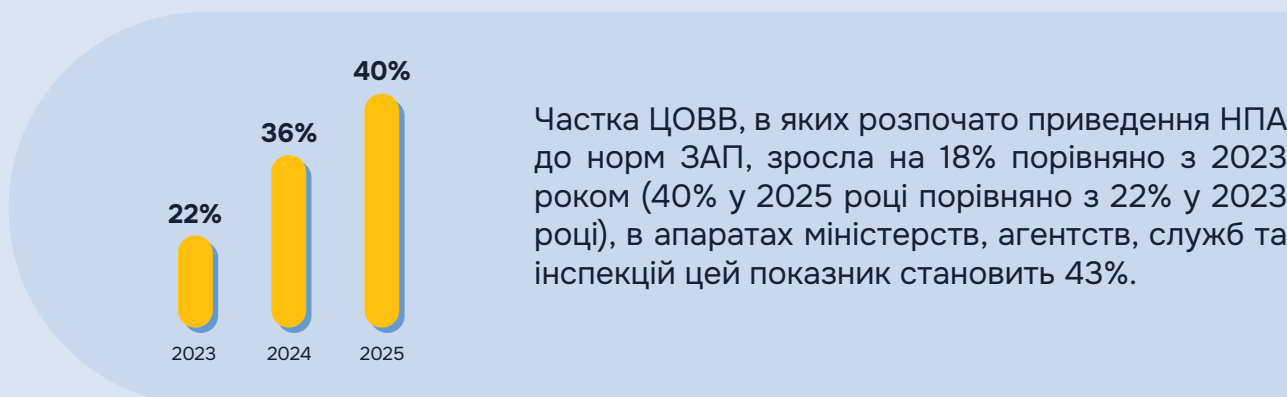 40%
36%
22%
2023
2024
2025
Частка ЦОВВ, в яких розпочато приведення НПА
до норм ЗАП, зросла на 18% порівняно з 2023
роком (40% у 2025 році порівняно з 22% у 2023
році), в апаратах міністерств, агентств, служб та
інспекцій цей показник становить 43%.